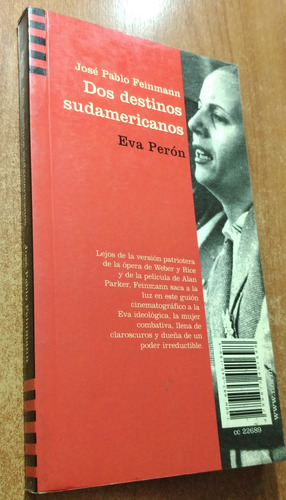 José Pablo Feinmann
Dos destinos
sudamericanos
Eva Perón
Lejos de la versión patriotera
de la ópera de Weber y Rice
y de la película de Alan
Parker, Feinmann saca a la
luz en este guión
cinematográfico a la
Eva ideológica, la mujer
combativa, llena de
claroscuros y dueña de un
poder irreductible.
cc 22689